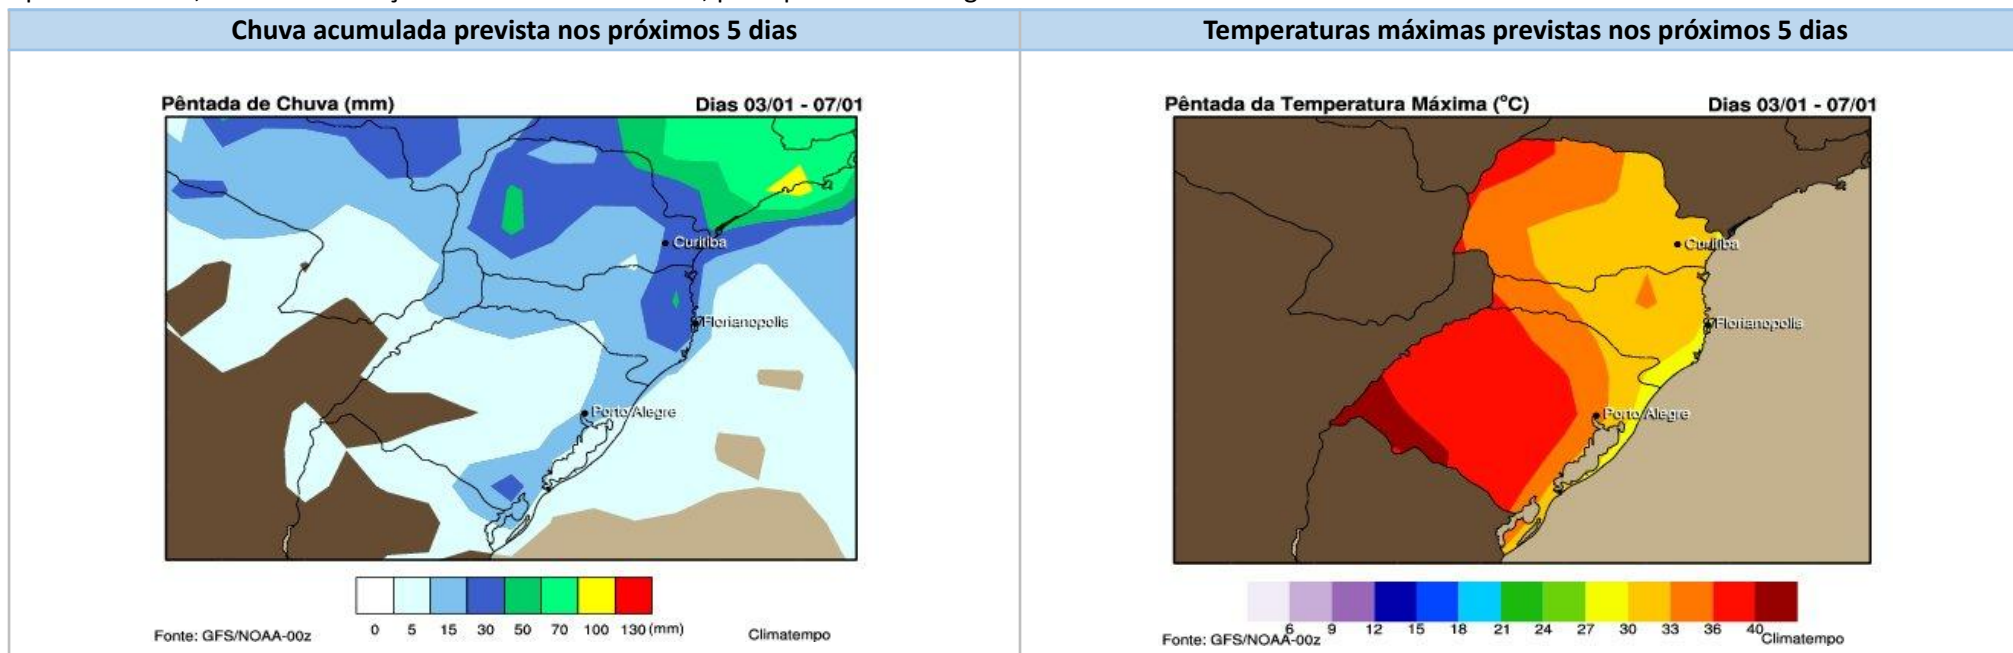 Chuva acumulada prevista nos próximos 5 dias
Temperaturas máximas previstas nos próximos 5 dias
Pêntada de Chuva (mm) Dias 03/01 - 07/01
Curitiba
Florianopolis
Porto Alegre
0 5 15 30 50 70 100 130 (mm)
Fonte: GFS/NOAA-00z Climatempo
Pêntada da Temperatura Máxima (°C) Dias 03/01 - 07/01
Curitiba
Florianopolis
Porto Alegre
6 9 12 15 18 21 24 27 30 33 36 40
Fonte: GFS/NOAA-00z Climatempo